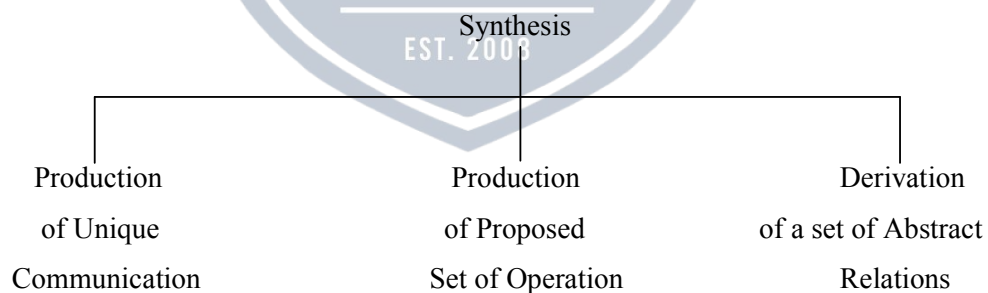 Synthesis
EST. 2008
Production
of Unique
Communication
Production
of Proposed
Set of Operation
Derivation
of a set of Abstract
Relations